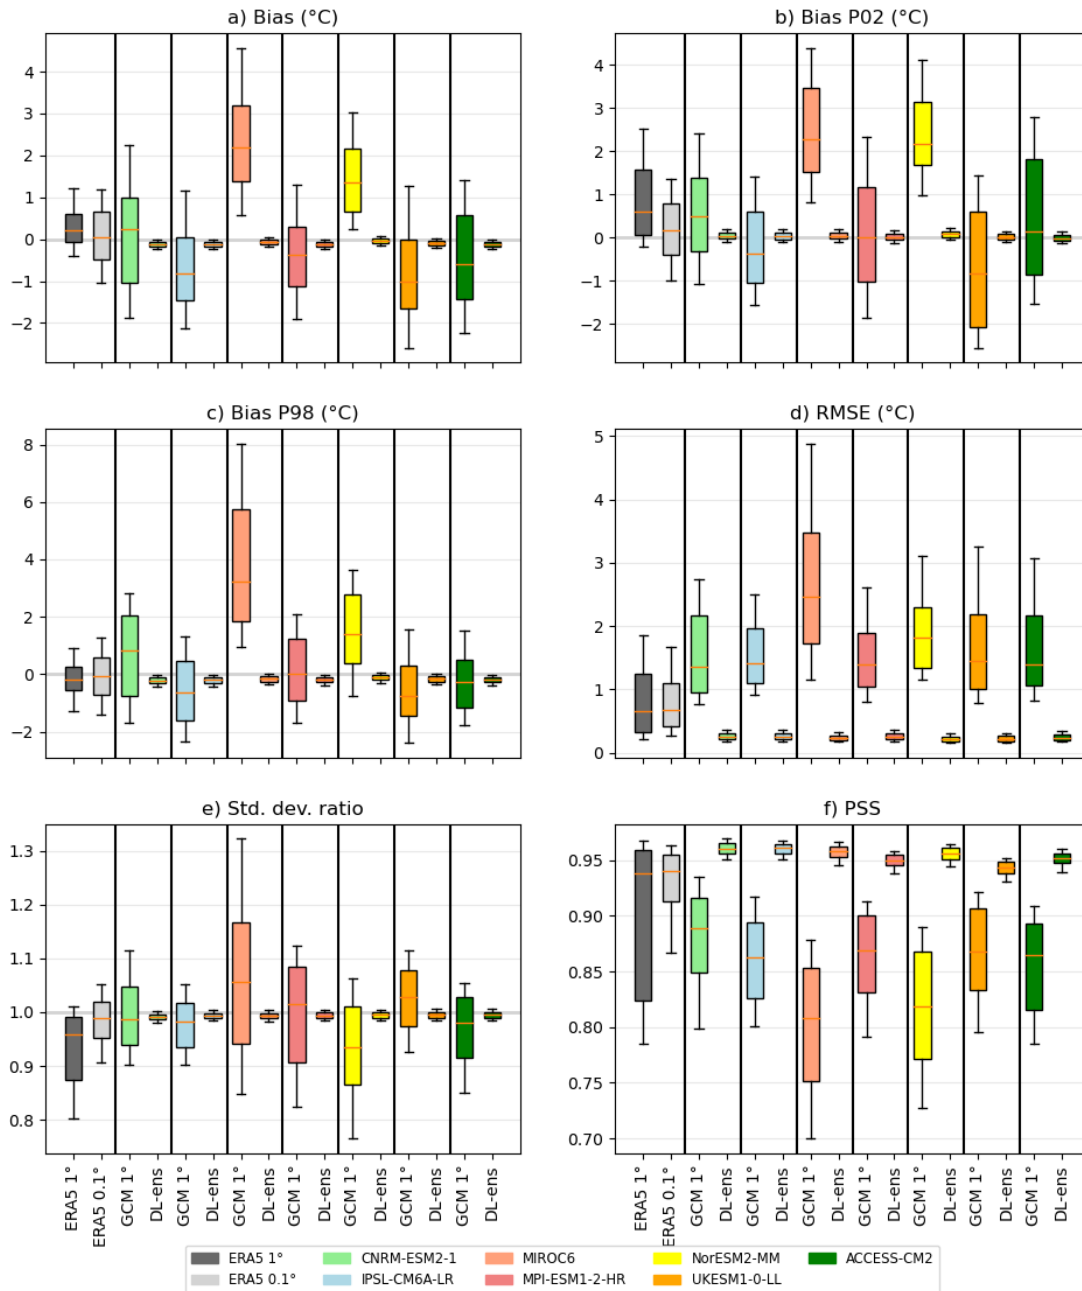 a) Bias (°C)
b) Bias P02 (°C)
4
3
2
1
0
−1
−2
4
3
2
1
0
−1
−2
c) Bias P98 (°C)
d) RMSE (°C)
8
6
4
2
0
−2
5
4
3
2
1
0
e) Std. dev. ratio
f) PSS
1.3
1.2
1.1
1.0
0.9
0.8
0.95
0.90
0.85
0.80
0.75
0.70
ERA5 1°
ERA5 0.1°
GCM 1°
DL-ens
GCM 1°
DL-ens
GCM 1°
DL-ens
GCM 1°
DL-ens
GCM 1°
DL-ens
GCM 1°
DL-ens
GCM 1°
DL-ens
ERA5 1°
ERA5 0.1°
GCM 1°
DL-ens
GCM 1°
DL-ens
GCM 1°
DL-ens
GCM 1°
DL-ens
GCM 1°
DL-ens
GCM 1°
DL-ens
GCM 1°
DL-ens
ERA5 1°
CNRM-ESM2-1
MIROC6
NorESM2-MM
ACCESS-CM2
ERA5 0.1°
IPSL-CM6A-LR
MPI-ESM1-2-HR
UKESM1-0-LL